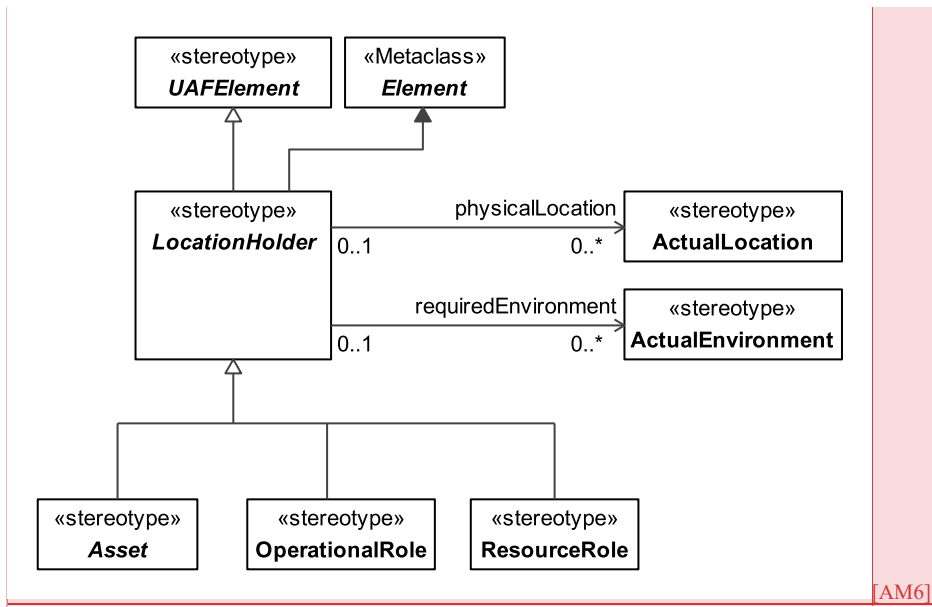 «stereotype»
UAFElement
«Metaclass»
Element
«stereotype»
LocationHolder
physicalLocation
0..1
0..*
«stereotype»
ActualLocation
requiredEnvironment
0..1
0..*
«stereotype»
ActualEnvironment
«stereotype»
Asset
«stereotype»
OperationalRole
«stereotype»
ResourceRole
[AM6]